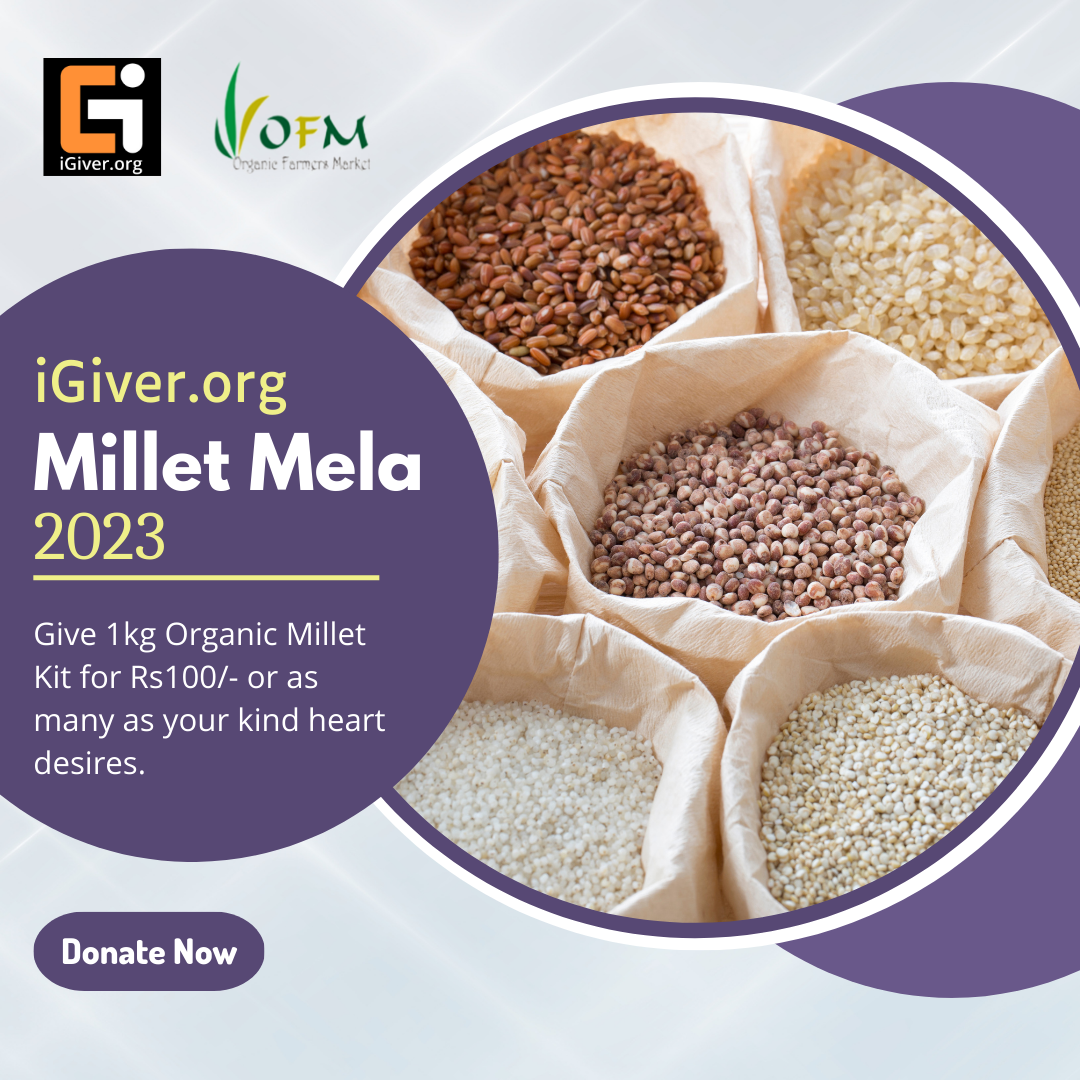 Gi
iGiver.org
OFM
Organic Farmers Market
iGiver.org
Millet Mela
2023
Give 1kg Organic Millet
Kit for Rs100/- or as
many as your kind heart
desires.
Donate Now